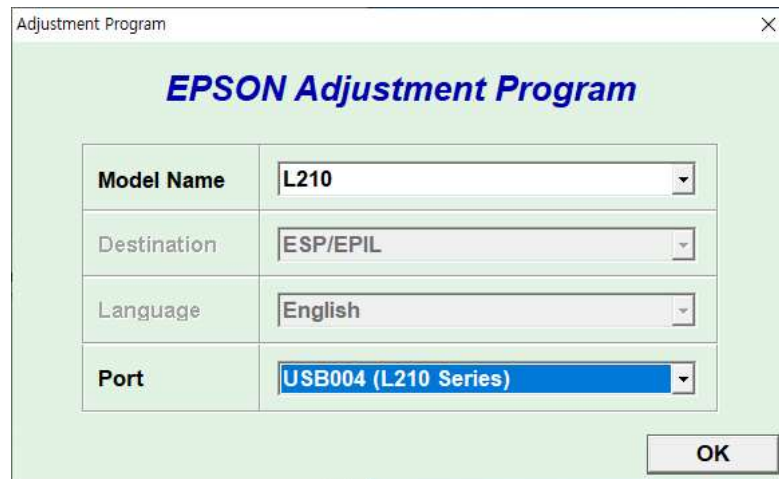 Adjustment Program
EPSON Adjustment Program
Model Name L210
Destination ESP/EPIL
Language English
Port USB004 (L210 Series)
OK